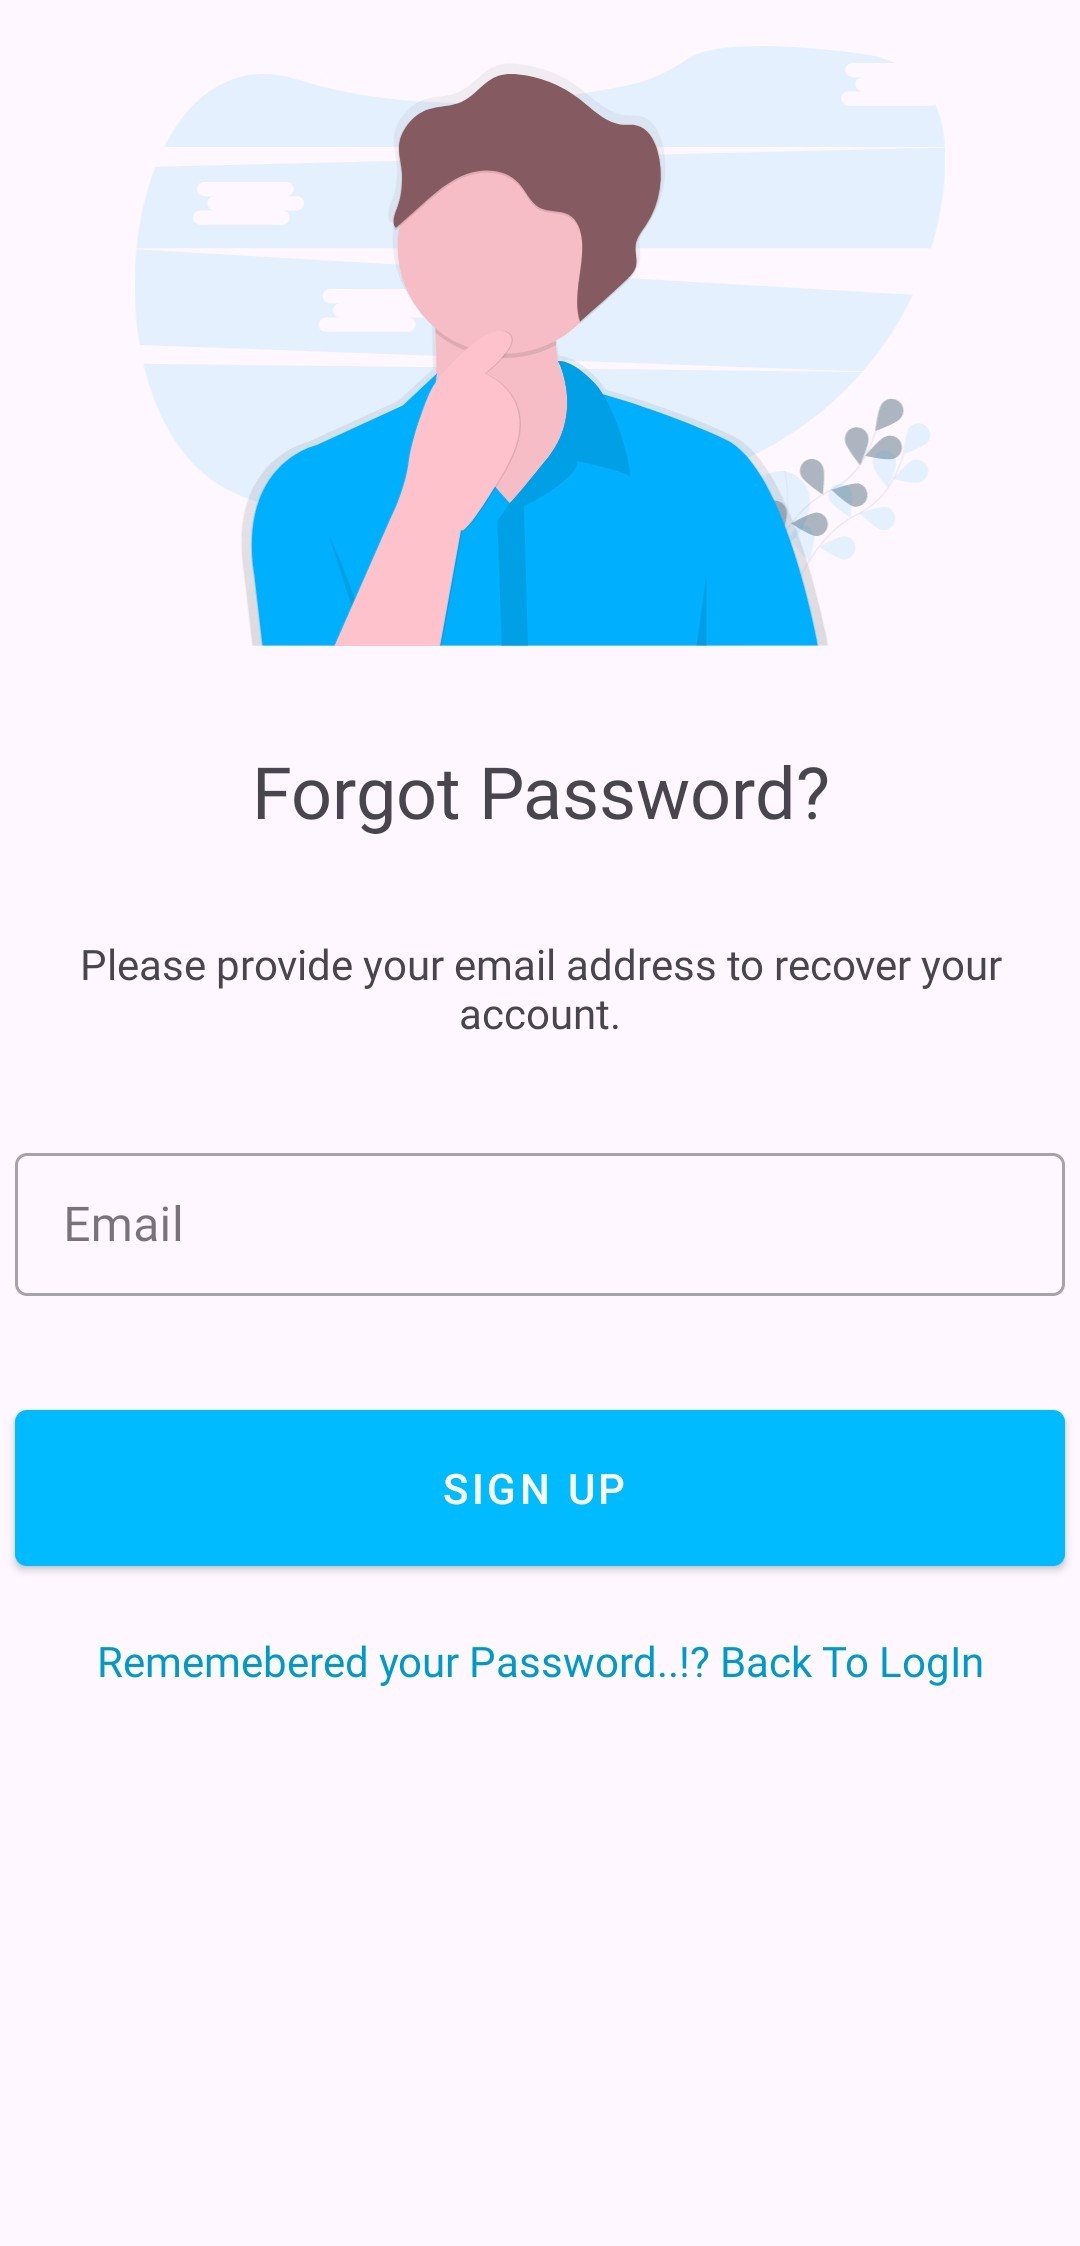 Forgot Password?
Please provide your email address to recover your
account.
Email
SIGN UP
Rememebered your Password..!? Back To LogIn